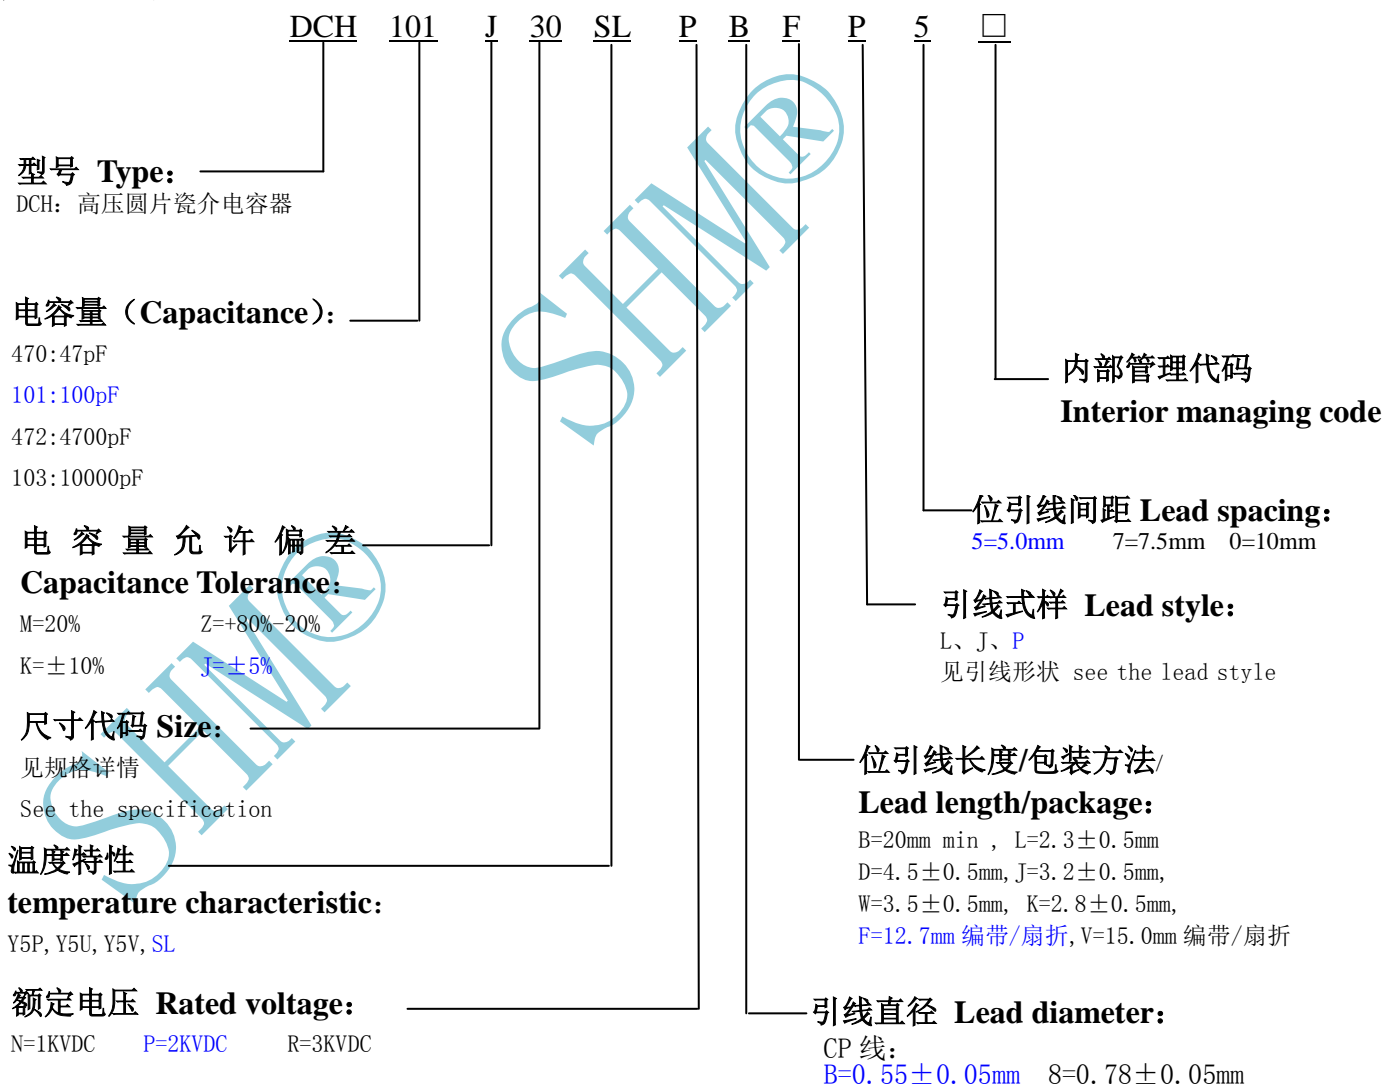 DCH 101 J 30 SL P B F P 5 □
型号 Type：
DCH：高压圆片瓷介电容器
电容量（Capacitance）：
470:47pF
101:100pF
472:4700pF
103:10000pF
电容量允许偏差
Capacitance Tolerance：
M=20% Z=+80%-20%
K=±10% J=±5%
尺寸代码 Size：
见规格详情
See the specification
温度特性
temperature characteristic：
Y5P,Y5U,Y5V,SL
额定电压 Rated voltage：
N=1KVDC P=2KVDC R=3KVDC
内部管理代码
Interior managing code
位引线间距 Lead spacing：
5=5.0mm 7=7.5mm 0=10mm
引线式样 Lead style：
L、J、P
见引线形状 see the lead style
位引线长度/包装方法/
Lead length/package：
B=20mm min , L=2.3±0.5mm
D=4.5±0.5mm,J=3.2±0.5mm,
W=3.5±0.5mm, K=2.8±0.5mm,
F=12.7mm 编带/扇折,V=15.0mm 编带/扇折
引线直径 Lead diameter：
CP 线：
B=0.55±0.05mm 8=0.78±0.05mm
SHM®
SHM®